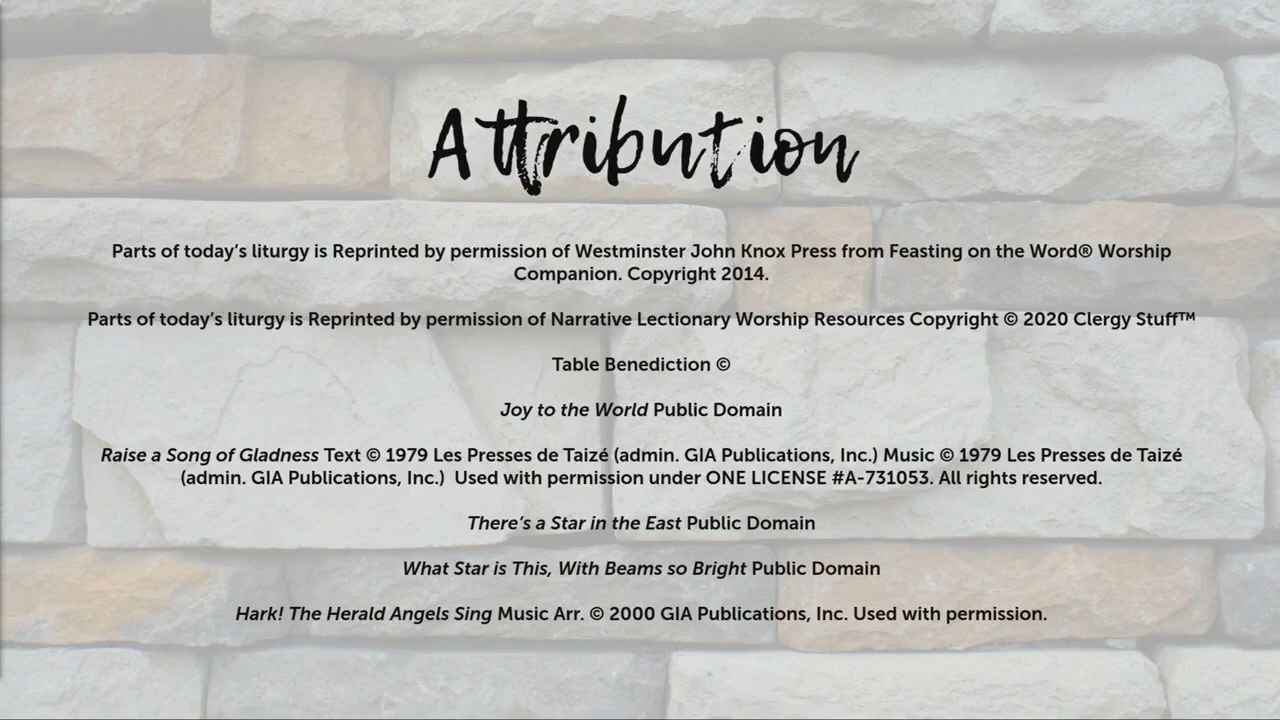 Attribution
Parts of today’s liturgy is Reprinted by permission of Westminster John Knox Press from Feasting on the Word® Worship
Companion. Copyright 2014.
Parts of today’s liturgy is Reprinted by permission of Narrative Lectionary Worship Resources Copyright © 2020 Clergy Stuff™
Table Benediction ©
Joy to the World Public Domain
Raise a Song of Gladness Text © 1979 Les Presses de Taizé (admin. GIA Publications, Inc.) Music © 1979 Les Presses de Taizé
(admin. GIA Publications, Inc.)  Used with permission under ONE LICENSE #A-731053. All rights reserved.
There’s a Star in the East Public Domain
What Star is This, With Beams so Bright Public Domain
Hark! The Herald Angels Sing Music Arr. © 2000 GIA Publications, Inc. Used with permission.